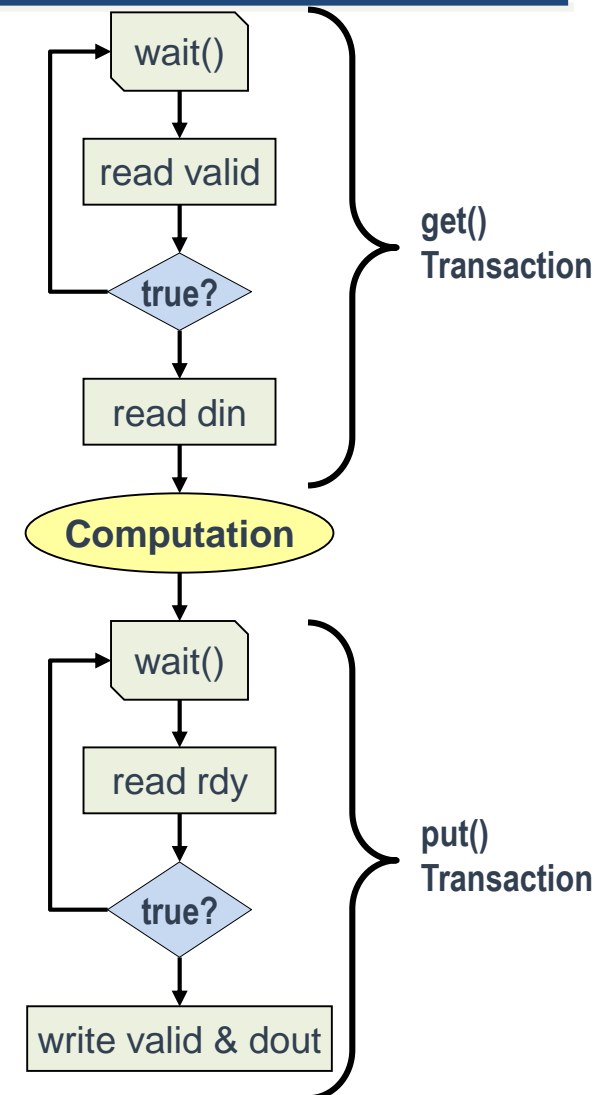 wait()
read valid
true?
read din
get()
Transaction
Computation
wait()
read rdy
true?
write valid & dout
put()
Transaction